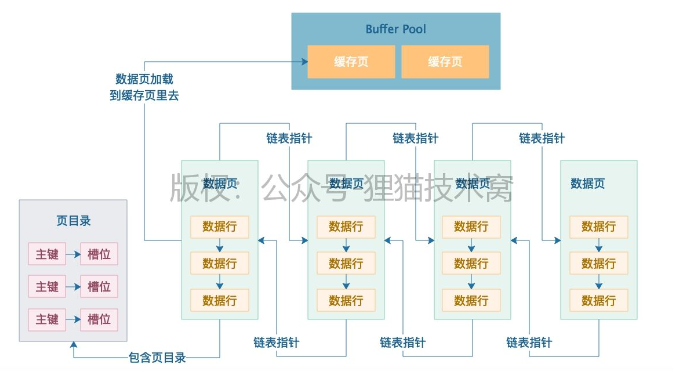 Buffer Pool
缓存页
缓存页
数据页加载
到缓存页里去
链表指针
链表指针
链表指针
数据页
数据页
数据页
数据页
版权：公众号-狸猫技术窝
页目录
主键
槽位
主键
槽位
主键
槽位
数据行
数据行
数据行
数据行
数据行
数据行
数据行
数据行
数据行
数据行
数据行
数据行
链表指针
链表指针
链表指针
包含页目录